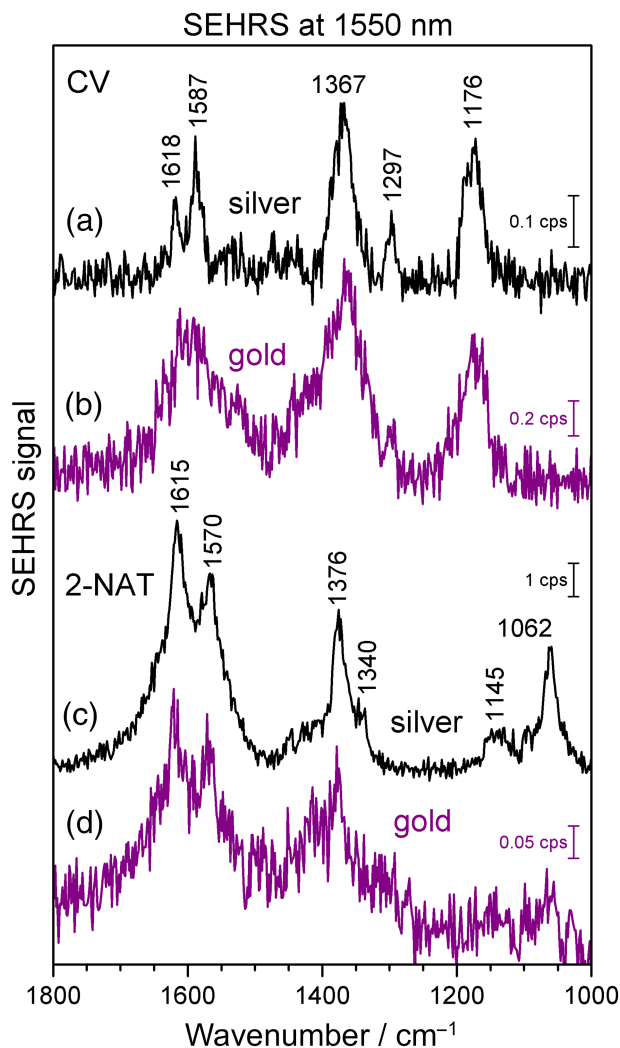 SEHRS at 1550 nm
CV
1618
1587
1367
1297
1176
silver
(a)
0.1 cps
gold
(b)
0.2 cps
SEHRS signal
1615
1570
2-NAT
1376
1340
1 cps
1062
1145
(c)
silver
(d)
gold
0.05 cps
1800 1600 1400 1200 1000
Wavenumber / cm⁻¹